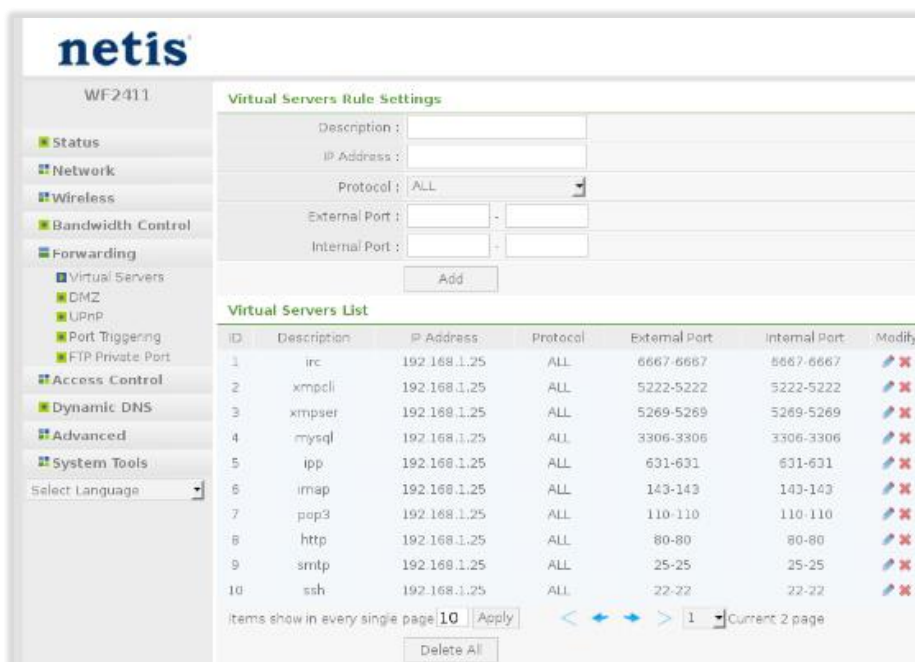 netis
WF2411
Status
Network
Wireless
Bandwidth Control
Forwarding
Virtual Servers
DMZ
UPnP
Port Triggering
FTP Private Port
Access Control
Dynamic DNS
Advanced
System Tools
Select Language
Virtual Servers Rule Settings
Description :
IP Address :
Protocol : ALL
External Port : -
Internal Port : -
Add
Virtual Servers List
ID Description IP Address Protocol External Port Internal Port Modify
1 irc 192.168.1.25 ALL 6667-6667 6667-6667
2 xmpcli 192.168.1.25 ALL 5222-5222 5222-5222
3 xmpser 192.168.1.25 ALL 5269-5269 5269-5269
4 mysql 192.168.1.25 ALL 3306-3306 3306-3306
5 ipp 192.168.1.25 ALL 631-631 631-631
6 imap 192.168.1.25 ALL 143-143 143-143
7 pop3 192.168.1.25 ALL 110-110 110-110
8 http 192.168.1.25 ALL 80-80 80-80
9 smtp 192.168.1.25 ALL 25-25 25-25
10 ssh 192.168.1.25 ALL 22-22 22-22
Items show in every single page 10 Apply 1 Current 2 page
Delete All